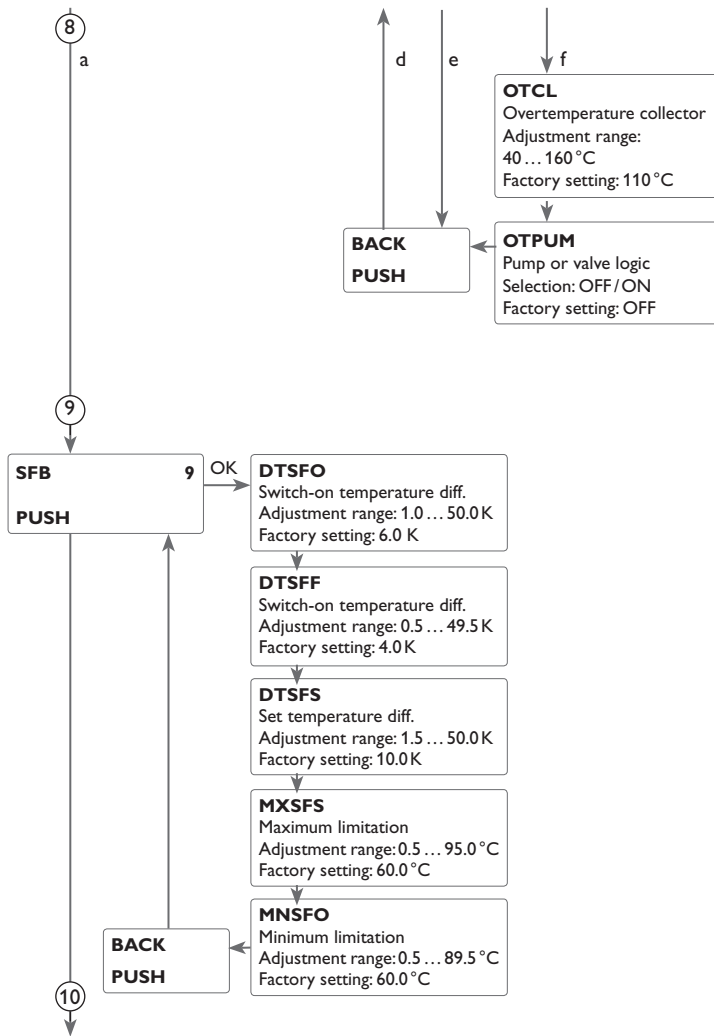 8
a
d
e
f
OTCL
Overtemperature collector
Adjustment range:
40 ... 160 °C
Factory setting: 110 °C
BACK
PUSH
OTPUM
Pump or valve logic
Selection: OFF / ON
Factory setting: OFF
9
SFB 9
PUSH
OK
DTSFO
Switch-on temperature diff.
Adjustment range: 1.0 ... 50.0 K
Factory setting: 6.0 K
DTSFF
Switch-on temperature diff.
Adjustment range: 0.5 ... 49.5 K
Factory setting: 4.0 K
DTSFS
Set temperature diff.
Adjustment range: 1.5 ... 50.0 K
Factory setting: 10.0 K
MXSFS
Maximum limitation
Adjustment range: 0.5 ... 95.0 °C
Factory setting: 60.0 °C
MNSFO
Minimum limitation
Adjustment range: 0.5 ... 89.5 °C
Factory setting: 60.0 °C
BACK
PUSH
10